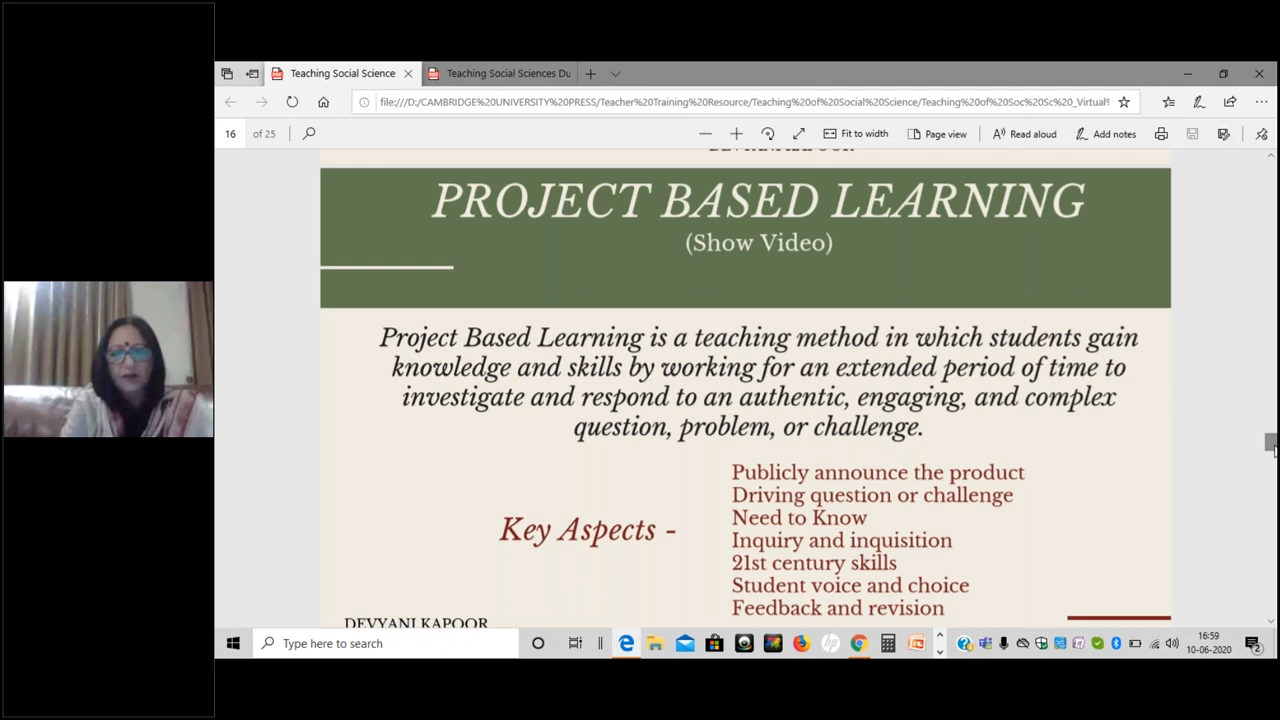 Teaching Social Science
Teaching Social Sciences Du
file:///D:/CAMBRIDGE%20UNIVERSITY%20PRESS/Teacher%20Training%20Resource/Teaching%20of%20Social%20Science/Teaching%20of%20Soc%20Sc%20_Virtual%
16 of 25
Fit to width
Page view
Read aloud
Add notes
PROJECT BASED LEARNING
(Show Video)
Project Based Learning is a teaching method in which students gain
knowledge and skills by working for an extended period of time to
investigate and respond to an authentic, engaging, and complex
question, problem, or challenge.
Key Aspects -
Publicly announce the product
Driving question or challenge
Need to Know
Inquiry and inquisition
21st century skills
Student voice and choice
Feedback and revision
DEVYANI KAPOOR
Type here to search
16:59
10-06-2020